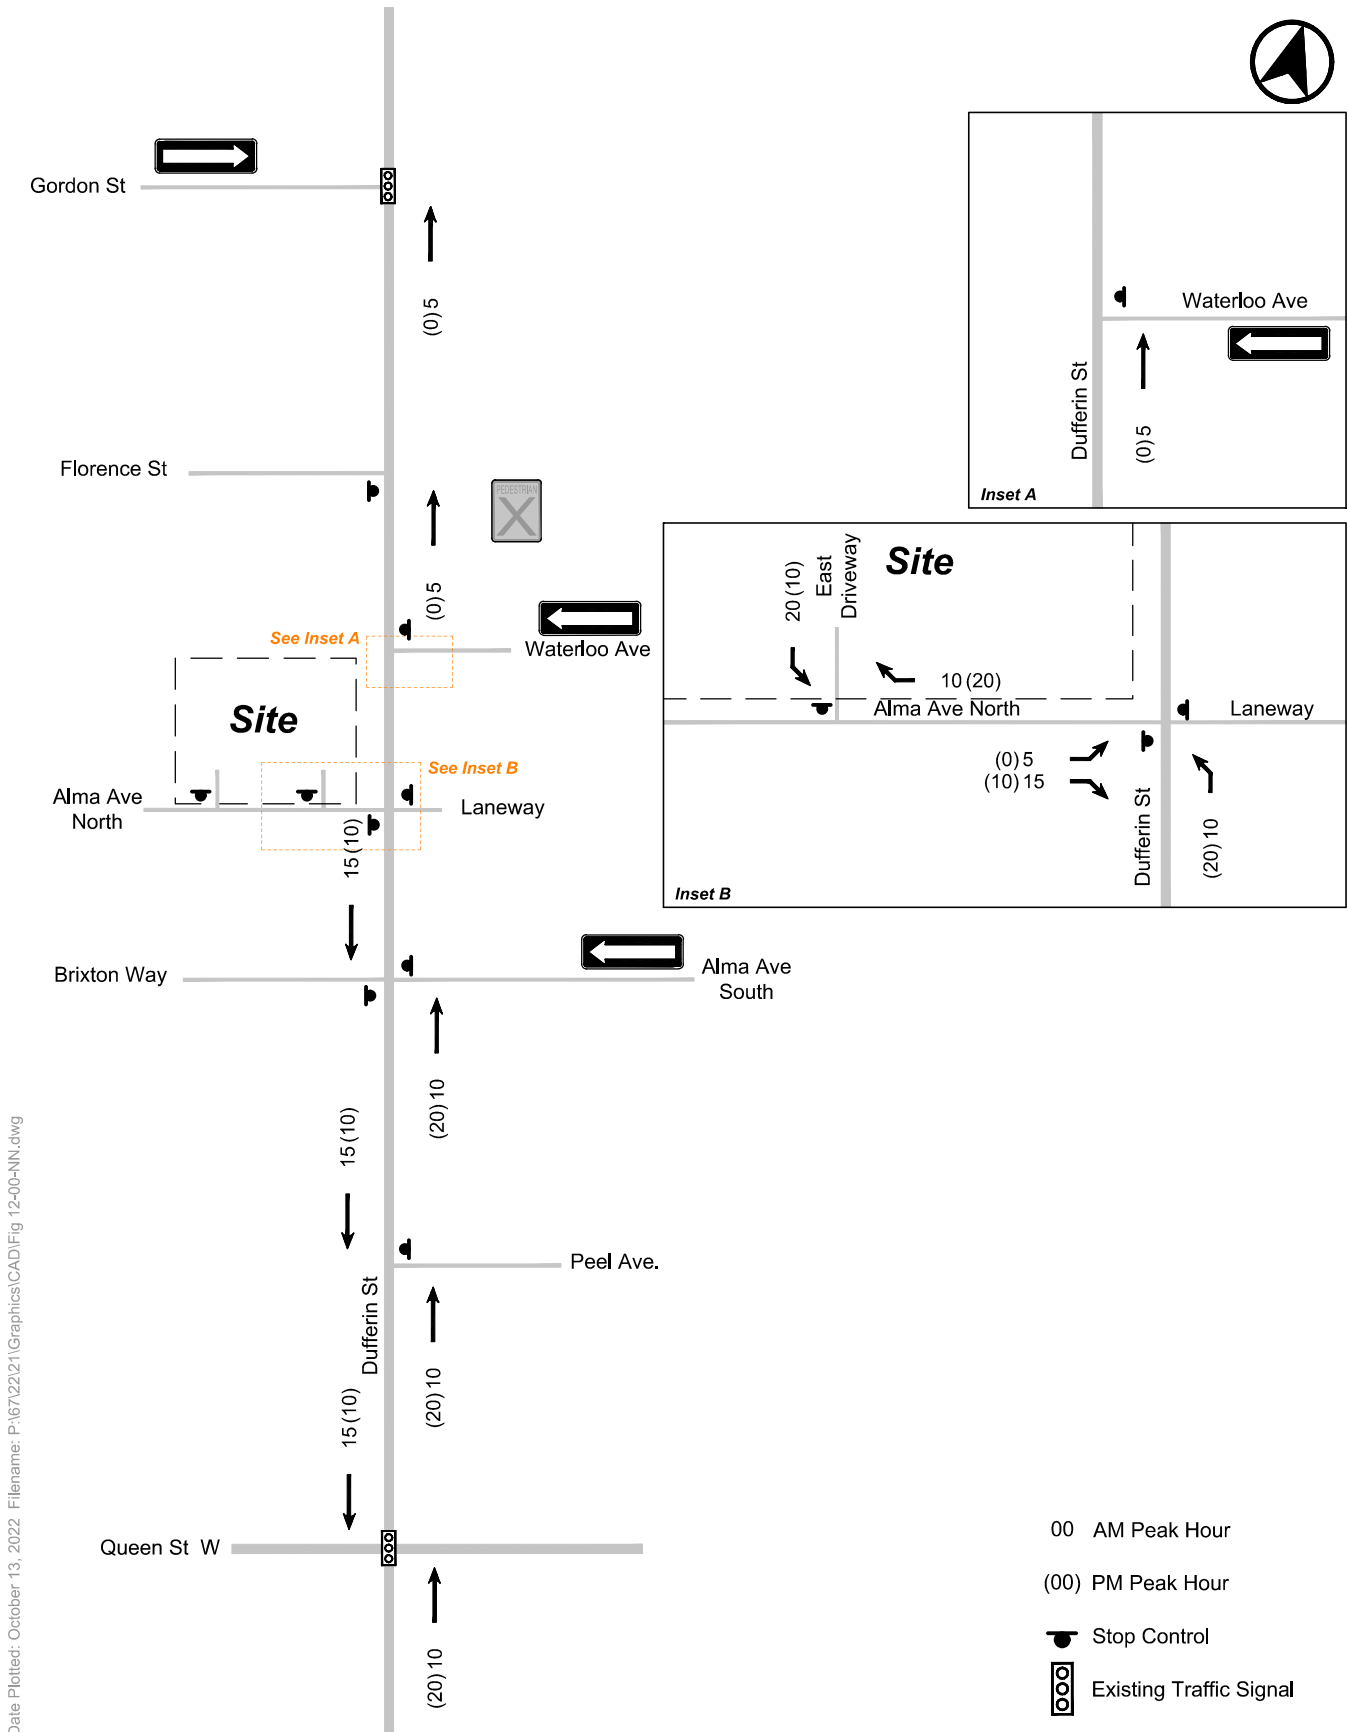 Gordon St
(0) 5
Waterloo Ave
Dufferin St
(0) 5
Inset A
Florence St
PEDESTRIAN
X
(0) 5
See Inset A
Waterloo Ave
Site
See Inset B
Alma Ave
North
Laneway
15 (10)
20 (10)
East
Driveway
Site
10 (20)
Alma Ave North
Laneway
(0) 5
(10) 15
Dufferin St
(20) 10
Inset B
Brixton Way
Alma Ave
South
(20) 10
15 (10)
Peel Ave.
Dufferin St
(20) 10
15 (10)
Queen St W
(20) 10
00 AM Peak Hour
(00) PM Peak Hour
Stop Control
Existing Traffic Signal
Date Plotted: October 13, 2022 Filename: P:\67\22\21\Graphics\CAD\Fig 12-00-NN.dwg